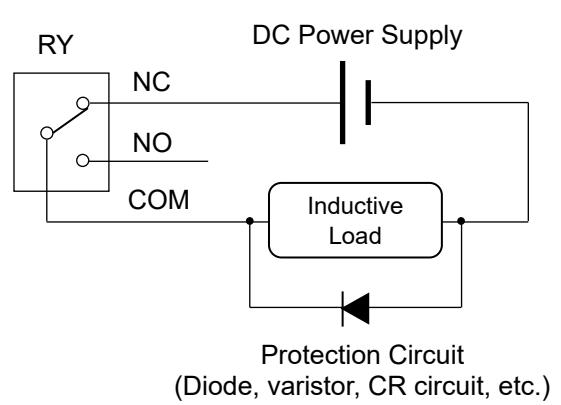 DC Power Supply
RY
NC
NO
COM
Inductive
Load
Protection Circuit
(Diode, varistor, CR circuit, etc.)